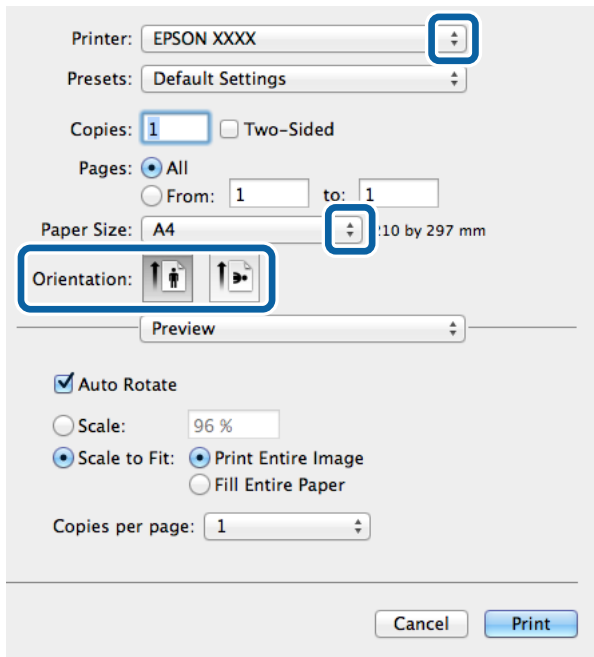 Printer: EPSON XXXX
Presets: Default Settings
Copies: 1 Two-Sided
Pages: All
From: 1 to: 1
Paper Size: A4 210 by 297 mm
Orientation:
Preview
Auto Rotate
Scale: 96 %
Scale to Fit: Print Entire Image
Fill Entire Paper
Copies per page: 1
Cancel Print